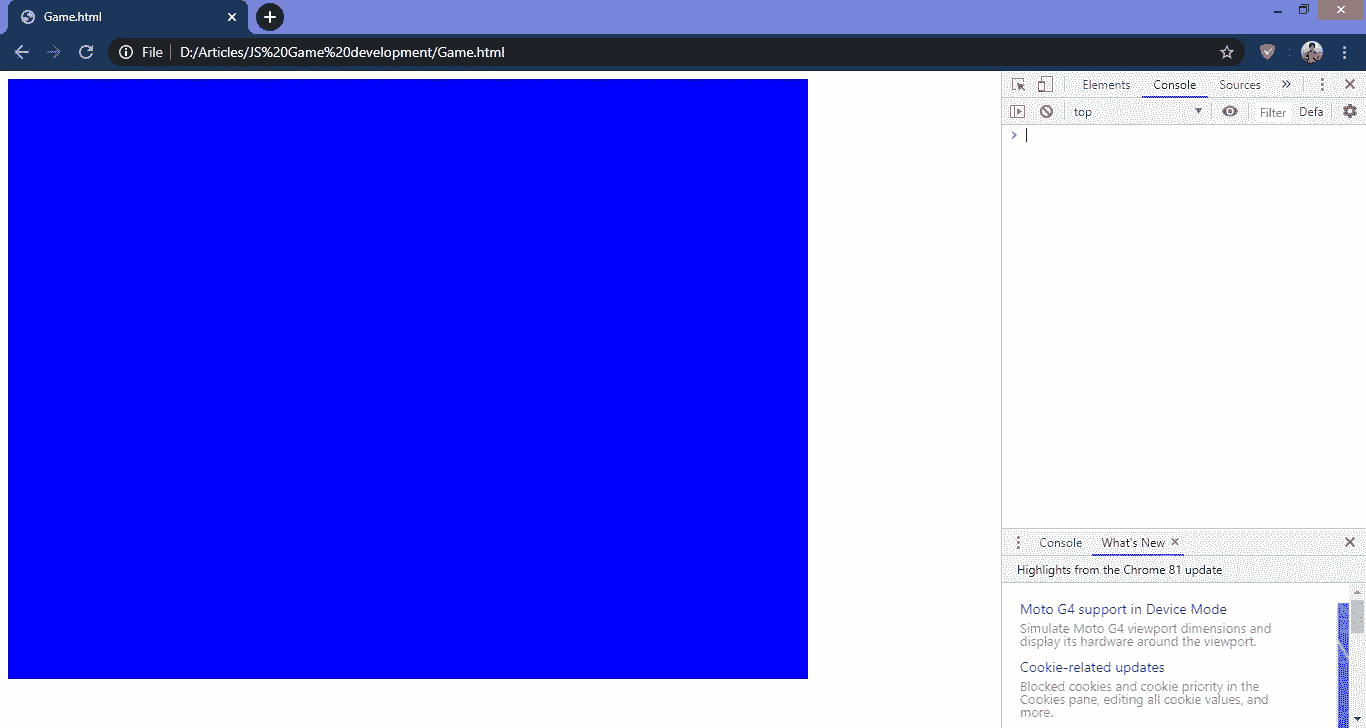 Game.html
File D:/Articles/JS%20Game%20development/Game.html
Elements Console Sources »
top Filter Defa
Console What's New
Highlights from the Chrome 81 update
Moto G4 support in Device Mode
Simulate Moto G4 viewport dimensions and
display its hardware around the viewport.
Cookie-related updates
Blocked cookies and cookie priority in the
Cookies pane, editing all cookie values, and
more.